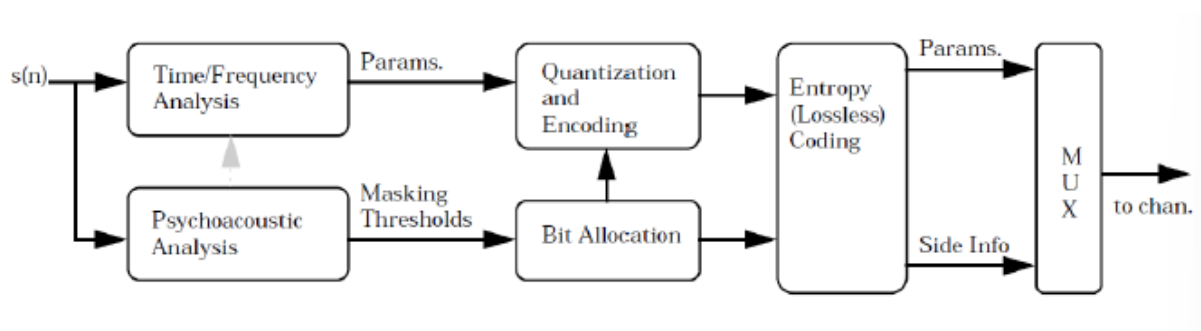 s(n)
Time/Frequency
Analysis
Params.
Quantization
and
Encoding
Entropy
(Lossless)
Coding
Params.
M
U
X
to chan.
Psychoacoustic
Analysis
Masking
Thresholds
Bit Allocation
Side Info